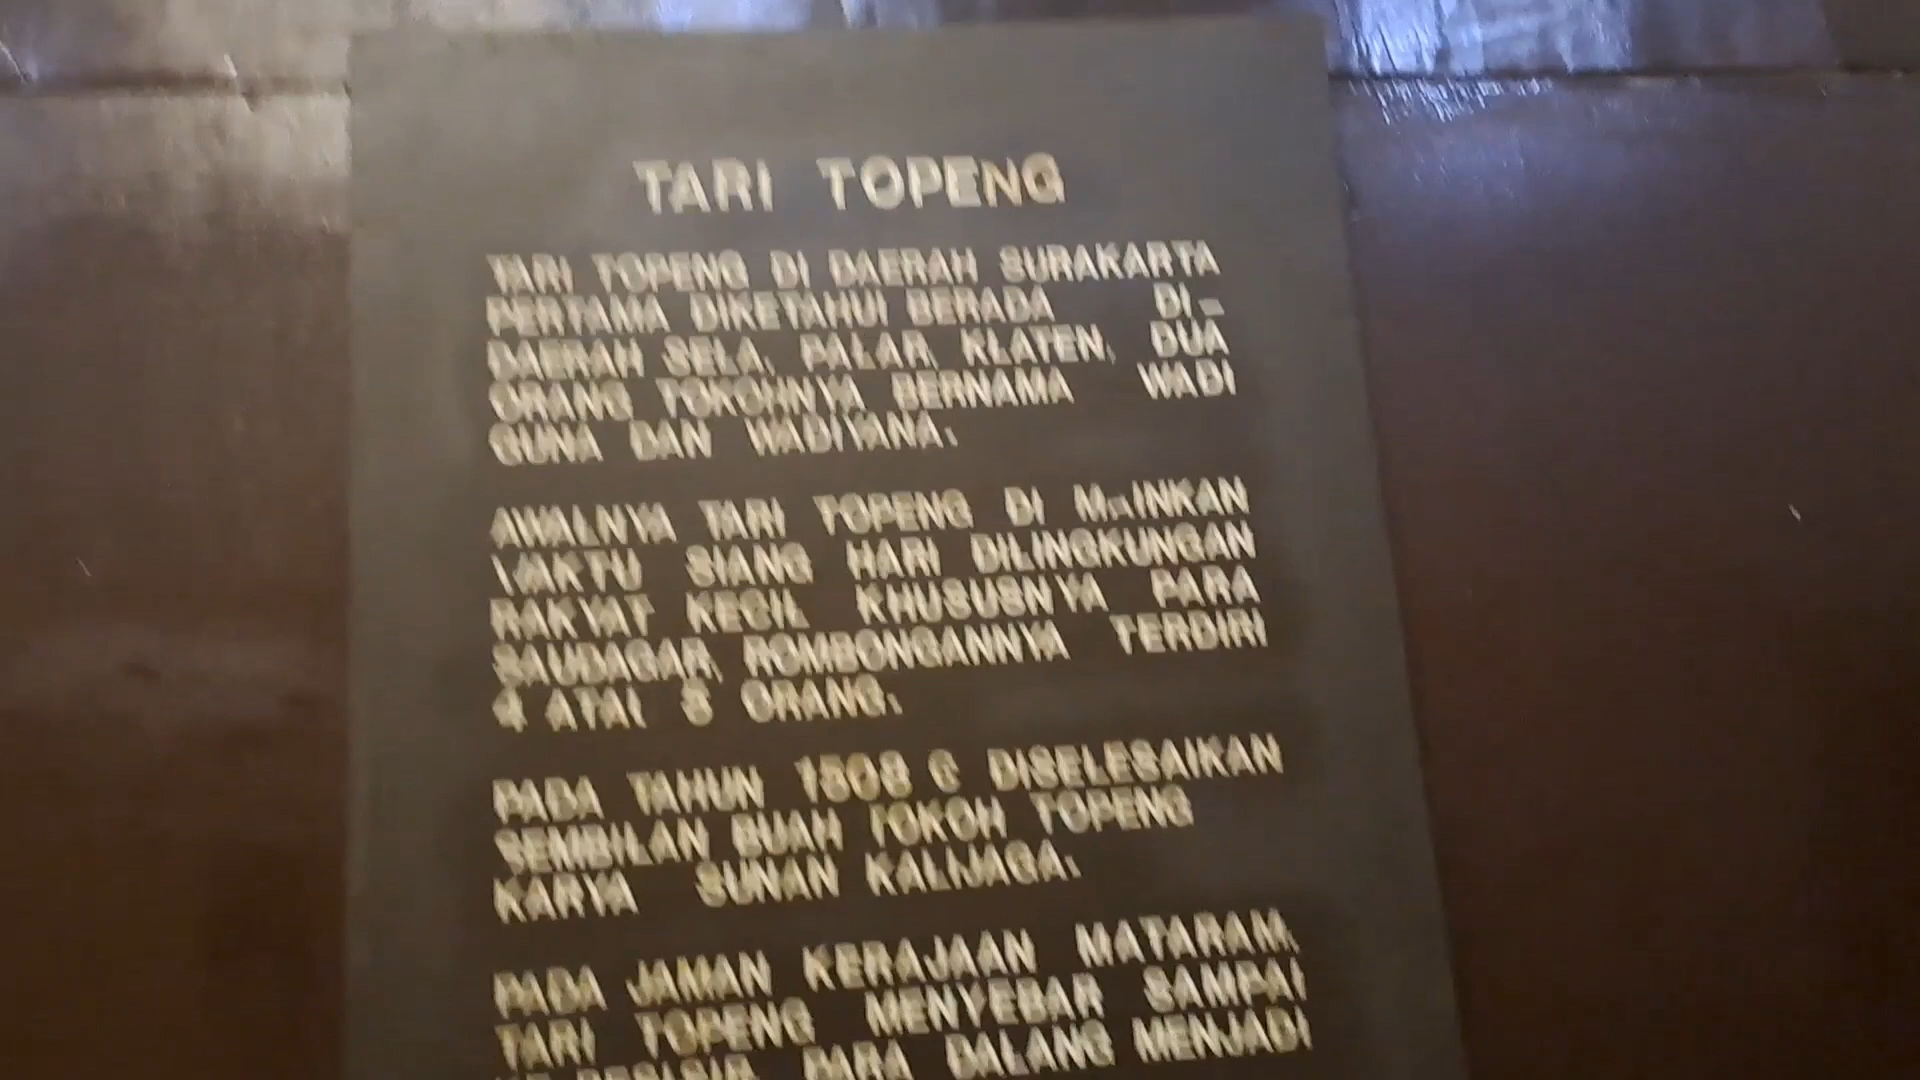 TARI TOPENG
TARI TOPENG DI DAERAH SURAKARTA
PERTAMA DIKETAHUI BERADA DI-
DAERAH SELA, PALAR, KLATEN, DUA
ORANG TOKOHNYA BERNAMA WADI
GUNA DAN WADIYANA.
AWALNYA TARI TOPENG DI MAINKAN
WAKTU SIANG HARI DILINGKUNGAN
RAKYAT KECIL KHUSUSNYA PARA
SAUDAGAR, ROMBONGANNYA TERDIRI
4 ATAU ORANG.
PADA TAHUN DISELESAIKAN
SEMBILAN BUAH TOKOH TOPENG
KARYA SUNAN KALIJAGA.
PADA JAMAN KERAJAAN MATARAM,
TARI TOPENG MENYEBAR SAMPAI
PARA DALANG MENJADI